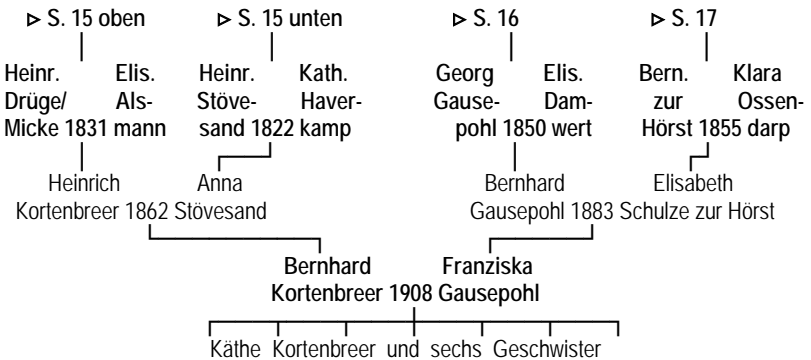 ▷ S. 15 oben ▷ S. 15 unten ▷ S. 16 ▷ S. 17
Heinr. Elis. Heinr. Kath. Georg Elis. Bern. Klara
Drüge/ Als- Stöve- Haver- Gause- Dam- zur Ossen-
Micke 1831 mann sand 1822 kamp pohl 1850 wert Hörst 1855 darp
Heinrich Anna Bernhard Elisabeth
Kortenbreer 1862 Stövesand Gausepohl 1883 Schulze zur Hörst
Bernhard Franziska
Kortenbreer 1908 Gausepohl
Käthe Kortenbreer und sechs Geschwister